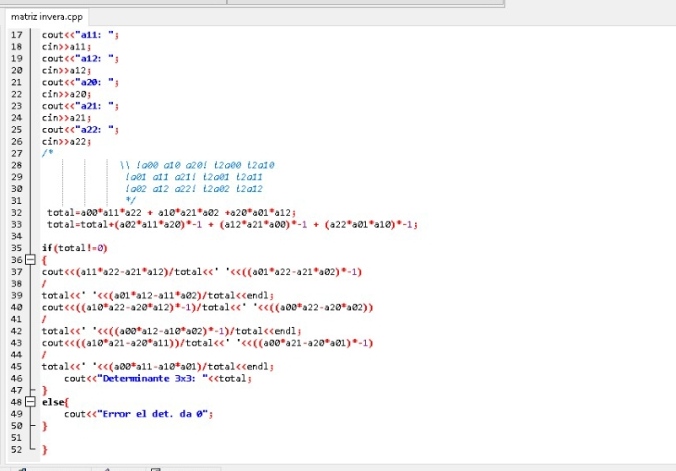 matriz invera.cpp
17 cout<<"a11: ";
18 cin>>a11;
19 cout<<"a12: ";
20 cin>>a12;
21 cout<<"a20: ";
22 cin>>a20;
23 cout<<"a21: ";
24 cin>>a21;
25 cout<<"a22: ";
26 cin>>a22;
27 /*
28 \\ !a00 a10 a20! t2a00 t2a10
29 !a01 a11 a21! t2a01 t2a11
30 !a02 a12 a22! t2a02 t2a12
31 */
32 total=a00*a11*a22 + a10*a21*a02 +a20*a01*a12;
33 total=total+(a02*a11*a20)*-1 + (a12*a21*a00)*-1 + (a22*a01*a10)*-1;
34
35 if(total!=0)
36 {
37 cout<<(a11*a22-a21*a12)/total<<' '<<((a01*a22-a21*a02)*-1)
38 /
39 total<<' '<<(a01*a12-a11*a02)/total<<endl;
40 cout<<((a10*a22-a20*a12)*-1)/total<<' '<<((a00*a22-a20*a02))
41 /
42 total<<' '<<((a00*a12-a10*a02)*-1)/total<<endl;
43 cout<<((a10*a21-a20*a11))/total<<' '<<((a00*a21-a20*a01)*-1)
44 /
45 total<<' '<<(a00*a11-a10*a01)/total<<endl;
46 cout<<"Determinante 3x3: "<<total;
47 }
48 else{
49 cout<<"Error el det. da 0";
50 }
51
52 }